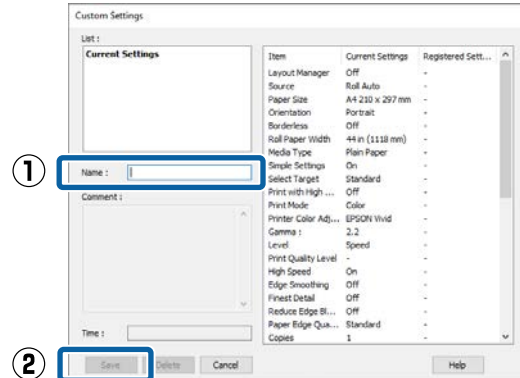 Custom Settings
List :
Current Settings
Item Current Settings Registered Sett...
Layout Manager Off -
Source Roll Auto -
Paper Size A4 210 x 297 mm -
Orientation Portrait -
Borderless Off -
Roll Paper Width 44 in (1118 mm) -
Media Type Plain Paper -
Simple Settings On -
Select Target Standard -
Print with High ... Off -
Print Mode Color -
Printer Color Adj... EPSON Vivid -
Gamma : 2.2 -
Level Speed -
Print Quality Level - -
High Speed On -
Edge Smoothing Off -
Finest Detail Off -
Reduce Edge Bl... Off -
Paper Edge Qua... Standard -
Copies 1 -
① Name :
Comment :
Time :
② Save Delete Cancel Help